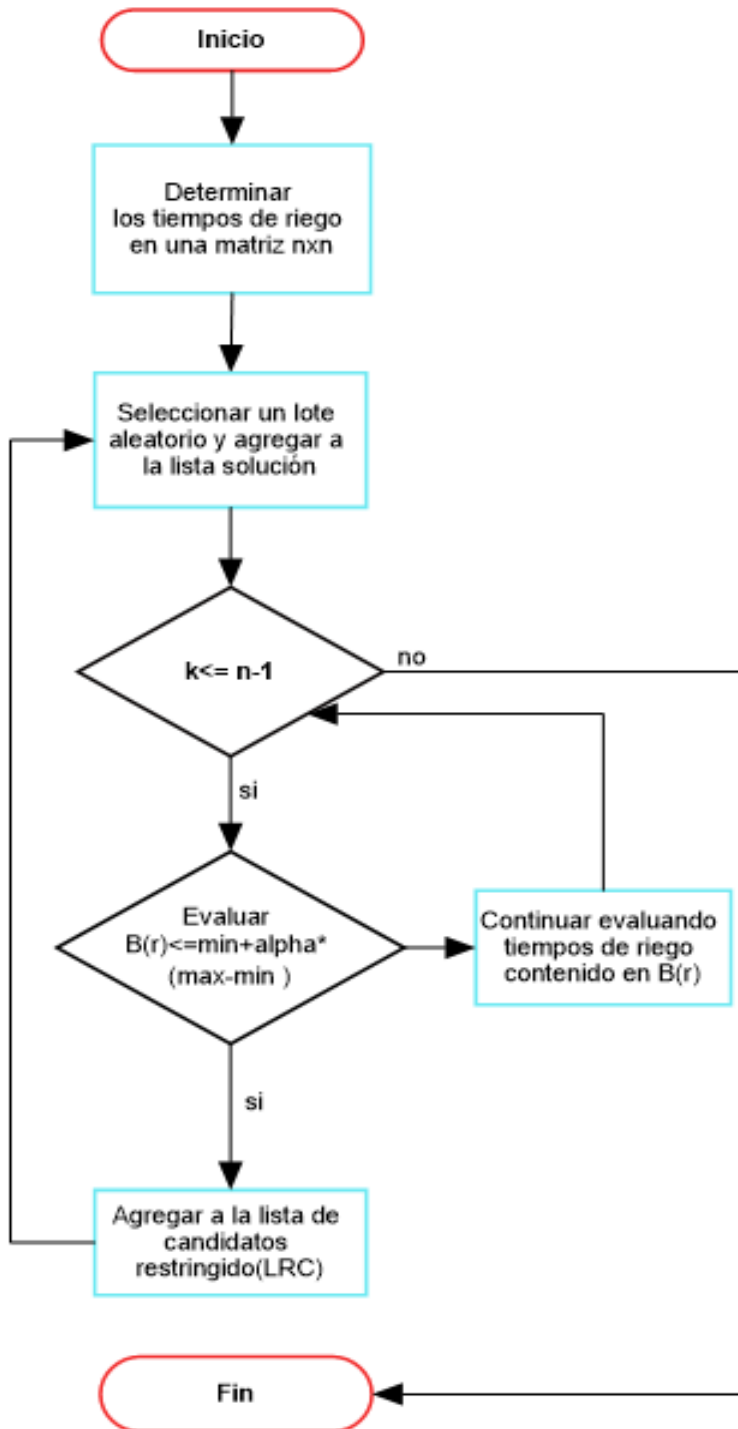 Inicio
Determinar
los tiempos de riego
en una matriz nxn
Seleccionar un lote
aleatorio y agregar a
la lista solución
k<= n-1
no
si
Evaluar
B(r)<=min+alpha*
(max-min )
Continuar evaluando
tiempos de riego
contenido en B(r)
si
Agregar a la lista de
candidatos
restringido(LRC)
Fin